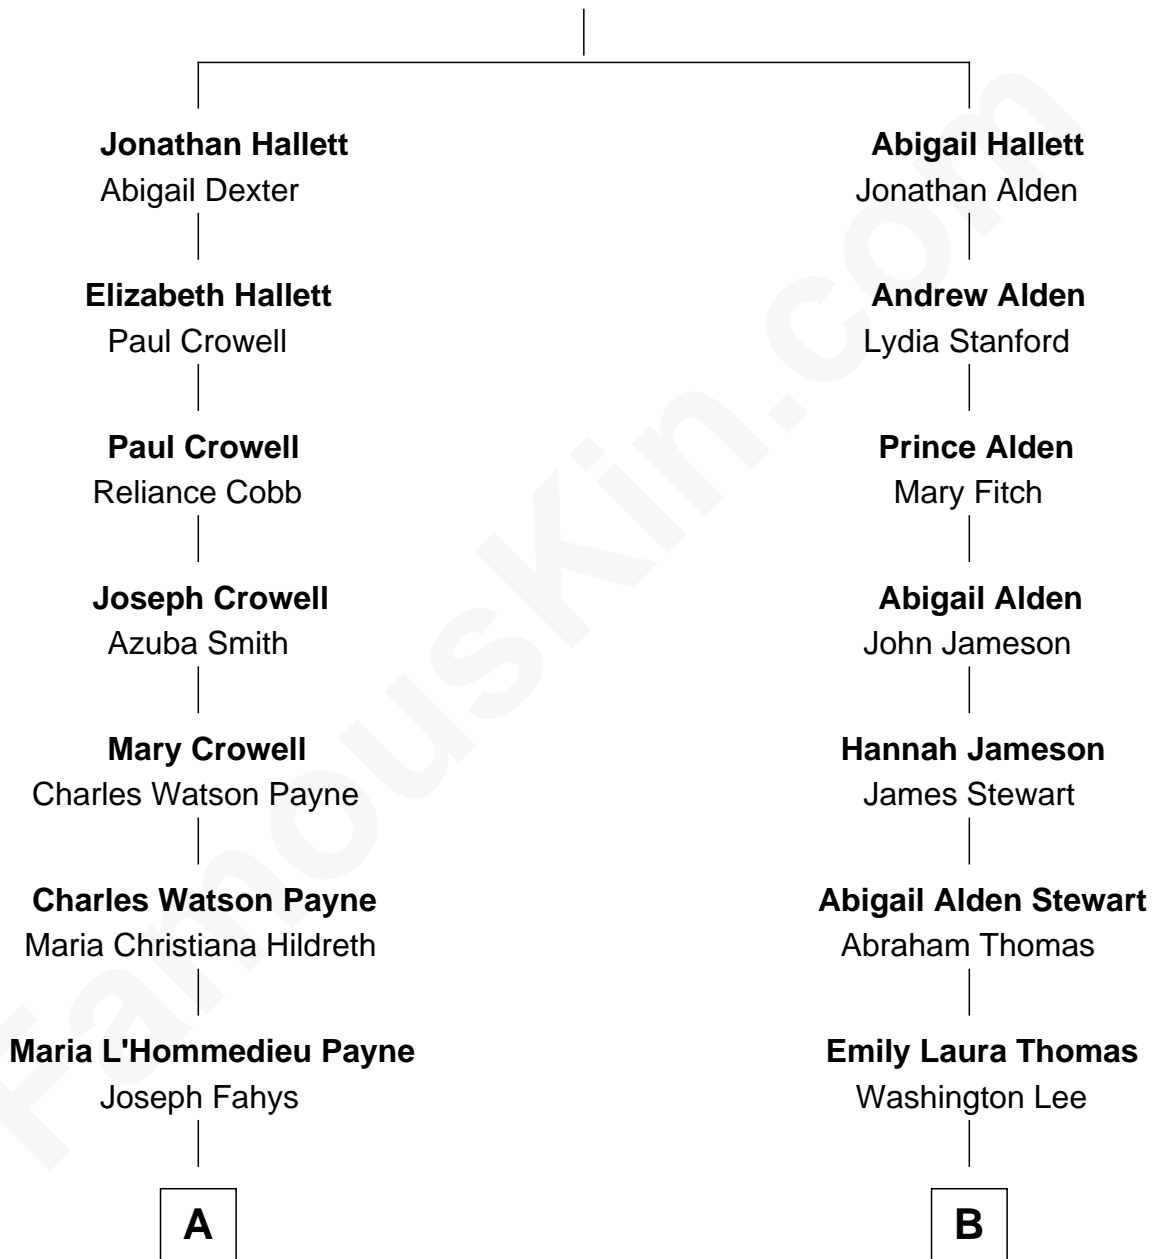 Jonathan Hallett
Abigail Dexter
Abigail Hallett
Jonathan Alden
Elizabeth Hallett
Paul Crowell
Andrew Alden
Lydia Stanford
Paul Crowell
Reliance Cobb
Prince Alden
Mary Fitch
Joseph Crowell
Azuba Smith
Abigail Alden
John Jameson
Mary Crowell
Charles Watson Payne
Hannah Jameson
James Stewart
Charles Watson Payne
Maria Christiana Hildreth
Abigail Alden Stewart
Abraham Thomas
Maria L'Hommedieu Payne
Joseph Fahys
Emily Laura Thomas
Washington Lee
A
B
FamousKin.com